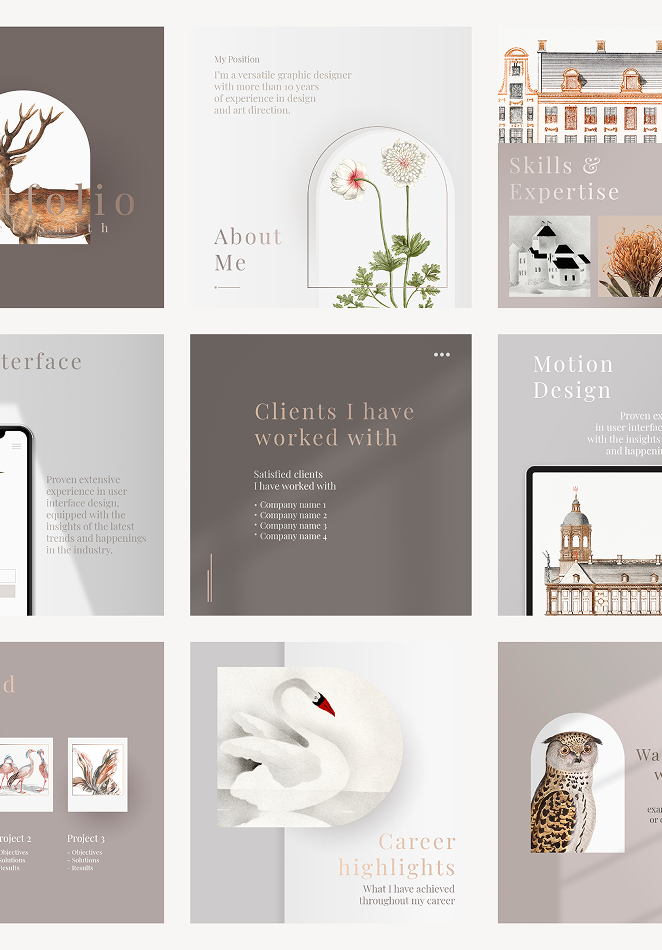 tfolio
Smith
My Position
I'm a versatile graphic designer
with more than 10 years
of experience in design
and art direction.
About
Me
Skills &
Expertise
terface
Proven extensive
experience in user
interface design,
equipped with the
insights of the latest
trends and happenings
in the industry.
Clients I have
worked with
Satisfied clients
I have worked with
* Company name 1
* Company name 2
* Company name 3
* Company name 4
Motion
Design
Proven ex
in user interfac
with the insights
and happenin
d
roject 2
Objectives
Solutions
Results
Project 3
- Objectives
- Solutions
- Results
Career
highlights
What I have achieved
throughout my career
Wa
w
exa
or c